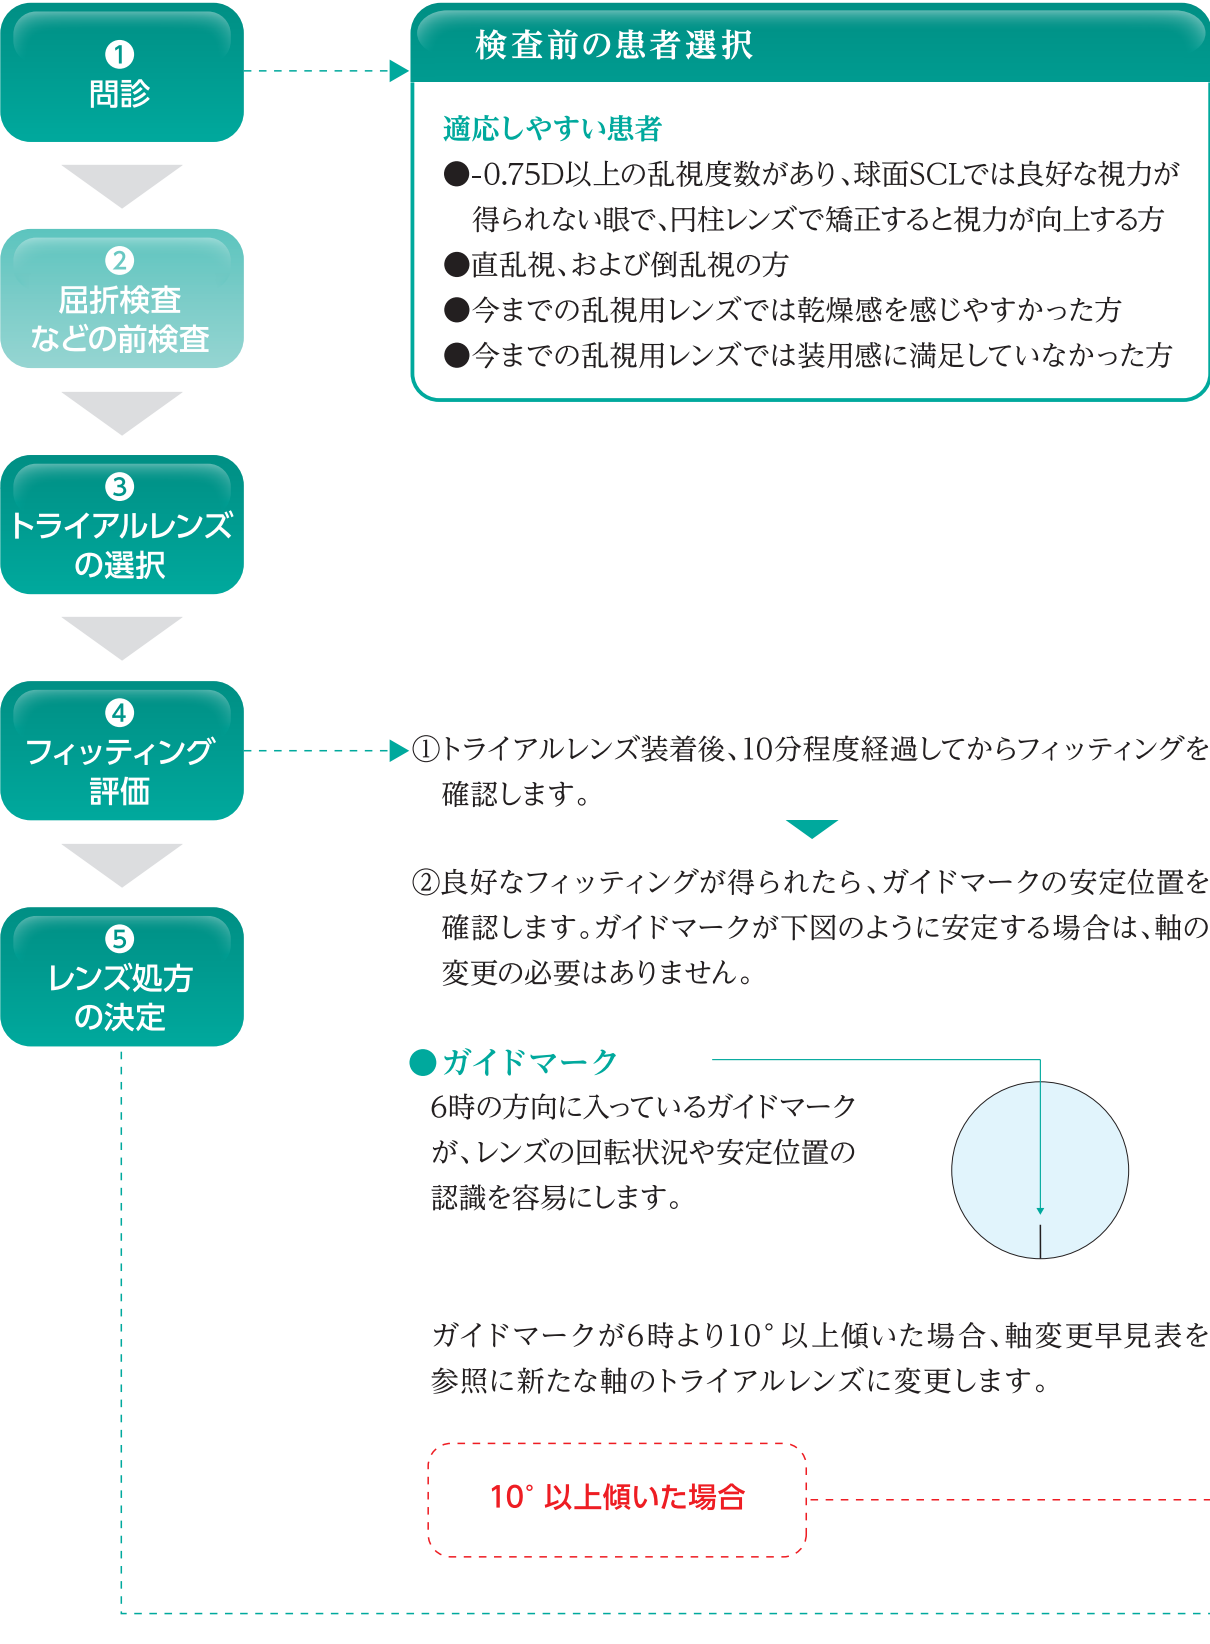 ❶
問診
検査前の患者選択
適応しやすい患者
●-0.75D以上の乱視度数があり、球面SCLでは良好な視力が
得られない眼で、円柱レンズで矯正すると視力が向上する方
●直乱視、および倒乱視の方
●今までの乱視用レンズでは乾燥感を感じやすかった方
●今までの乱視用レンズでは装用感に満足していなかった方
❷
屈折検査
などの前検査
❸
トライアルレンズ
の選択
❹
フィッティング
評価
①トライアルレンズ装着後、10分程度経過してからフィッティングを
確認します。
②良好なフィッティングが得られたら、ガイドマークの安定位置を
確認します。ガイドマークが下図のように安定する場合は、軸の
変更の必要はありません。
❺
レンズ処方
の決定
●ガイドマーク
6時の方向に入っているガイドマーク
が、レンズの回転状況や安定位置の
認識を容易にします。
ガイドマークが6時より10°以上傾いた場合、軸変更早見表を
参照に新たな軸のトライアルレンズに変更します。
10°以上傾いた場合